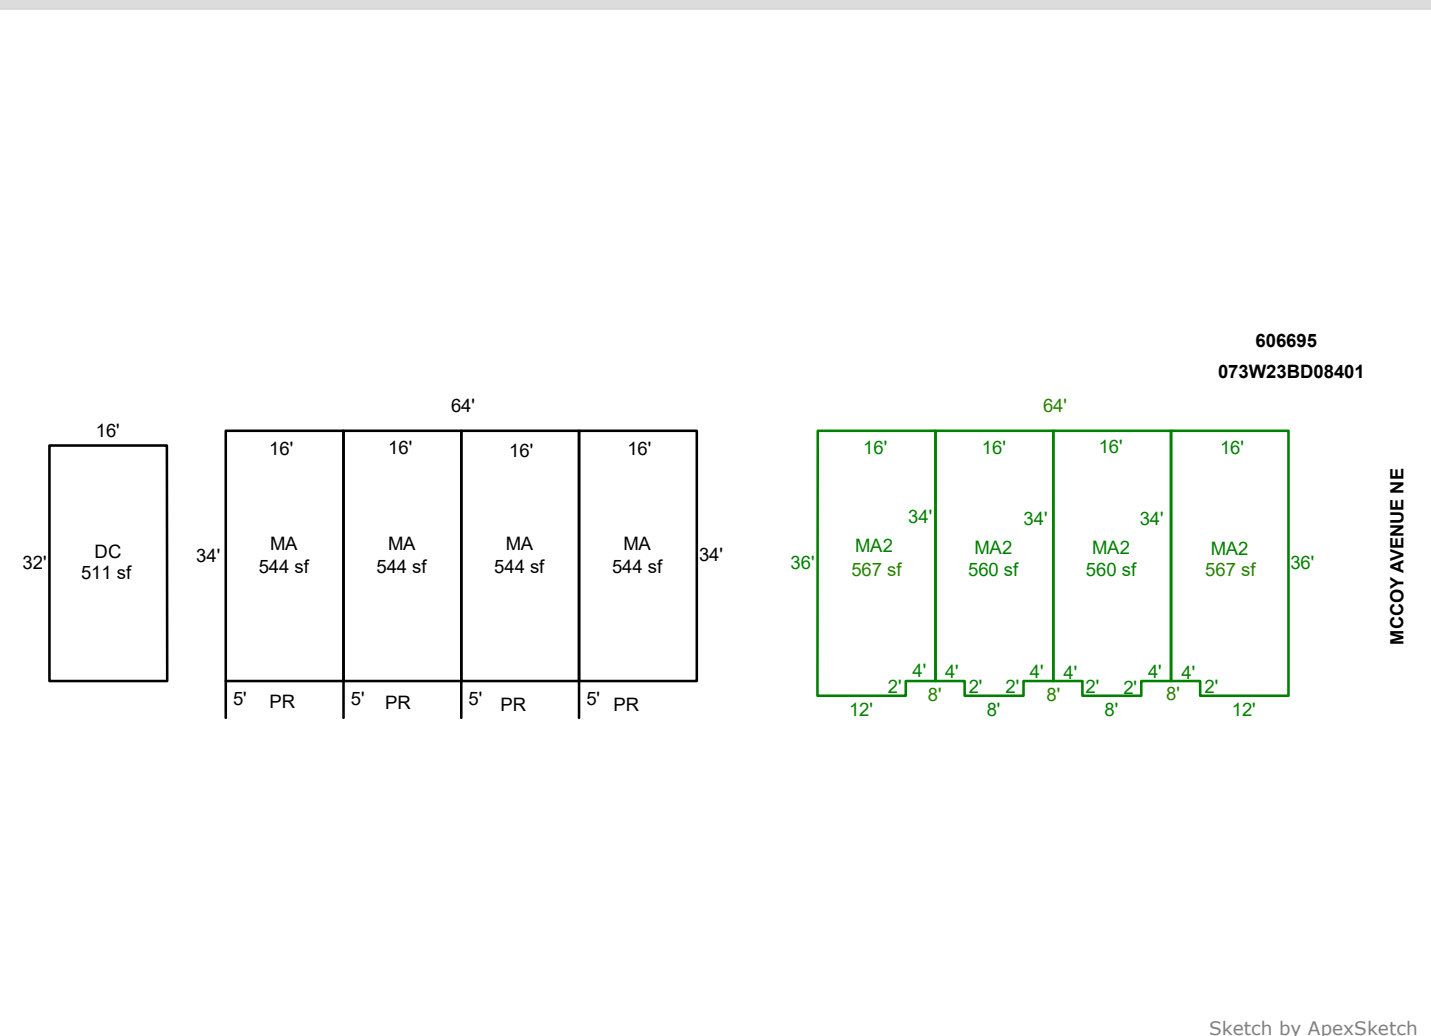 606695
073W23BD08401
64'
64'
16'
16'
16'
16'
16'
16'
16'
16'
16'
34'
34'
34'
32'
DC
511 sf
34'
MA
544 sf
MA
544 sf
MA
544 sf
MA
544 sf
34'
36'
MA2
567 sf
MA2
560 sf
MA2
560 sf
MA2
567 sf
36'
MCCOY AVENUE NE
4'
4'
4'
4'
4'
4'
2'
2'
2'
2'
2'
2'
8'
8'
8'
5'
PR
5'
PR
5'
PR
5'
PR
12'
8'
8'
12'
Sketch by ApexSketch